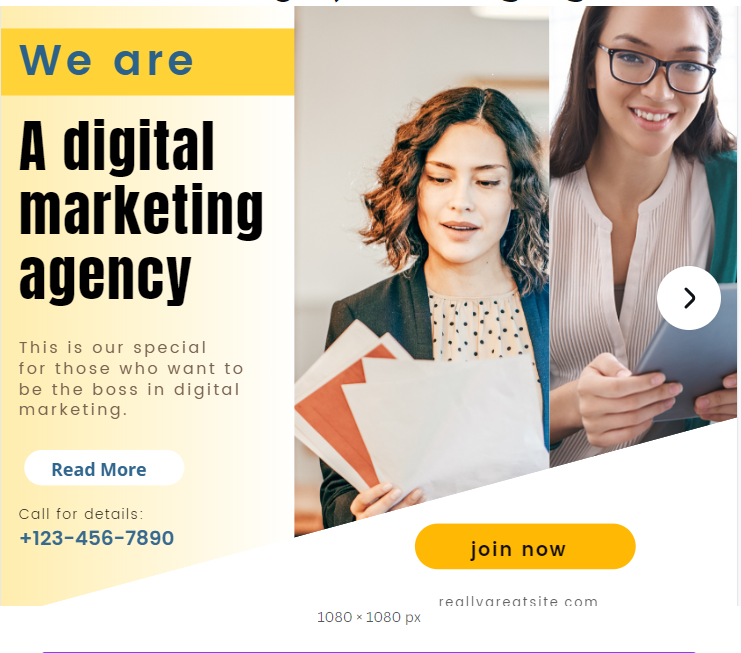 We are
A digital
marketing
agency
This is our special
for those who want to
be the boss in digital
marketing.
Read More
Call for details:
+123-456-7890
join now
reallygreatsite.com
1080 × 1080 px